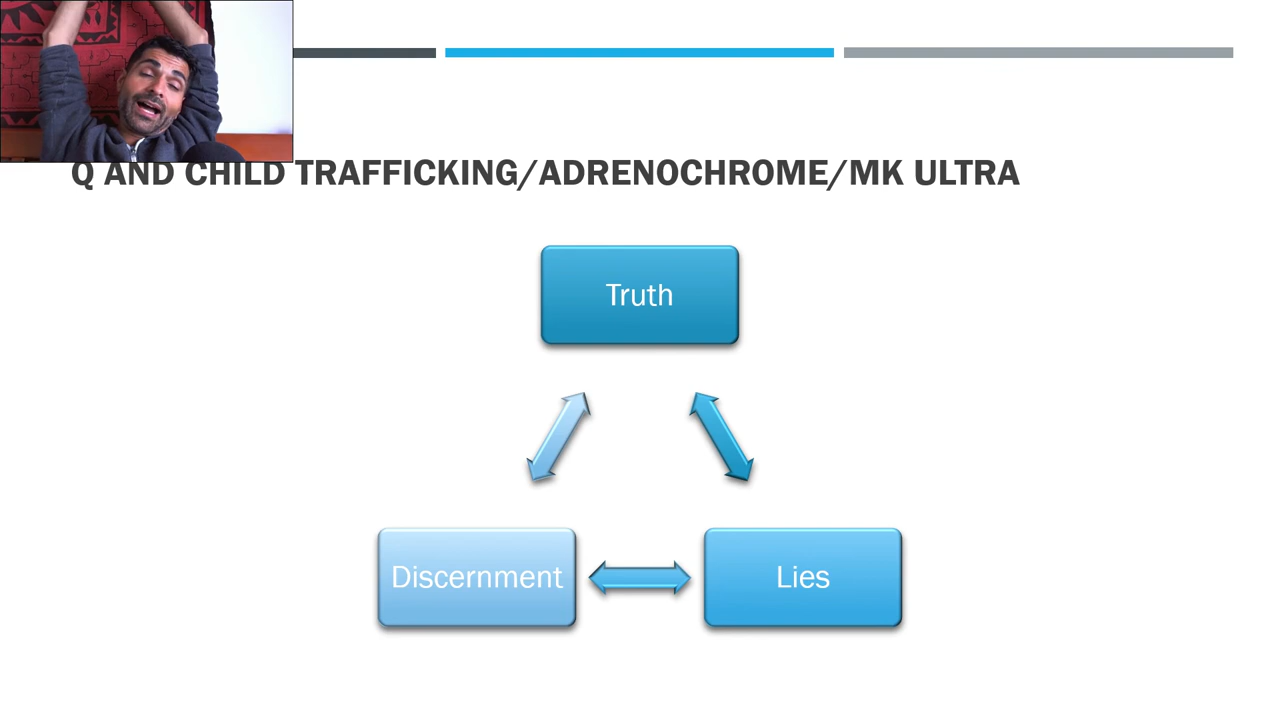 Q AND CHILD TRAFFICKING/ADRENOCHROME/MK ULTRA
Truth
Discernment
Lies